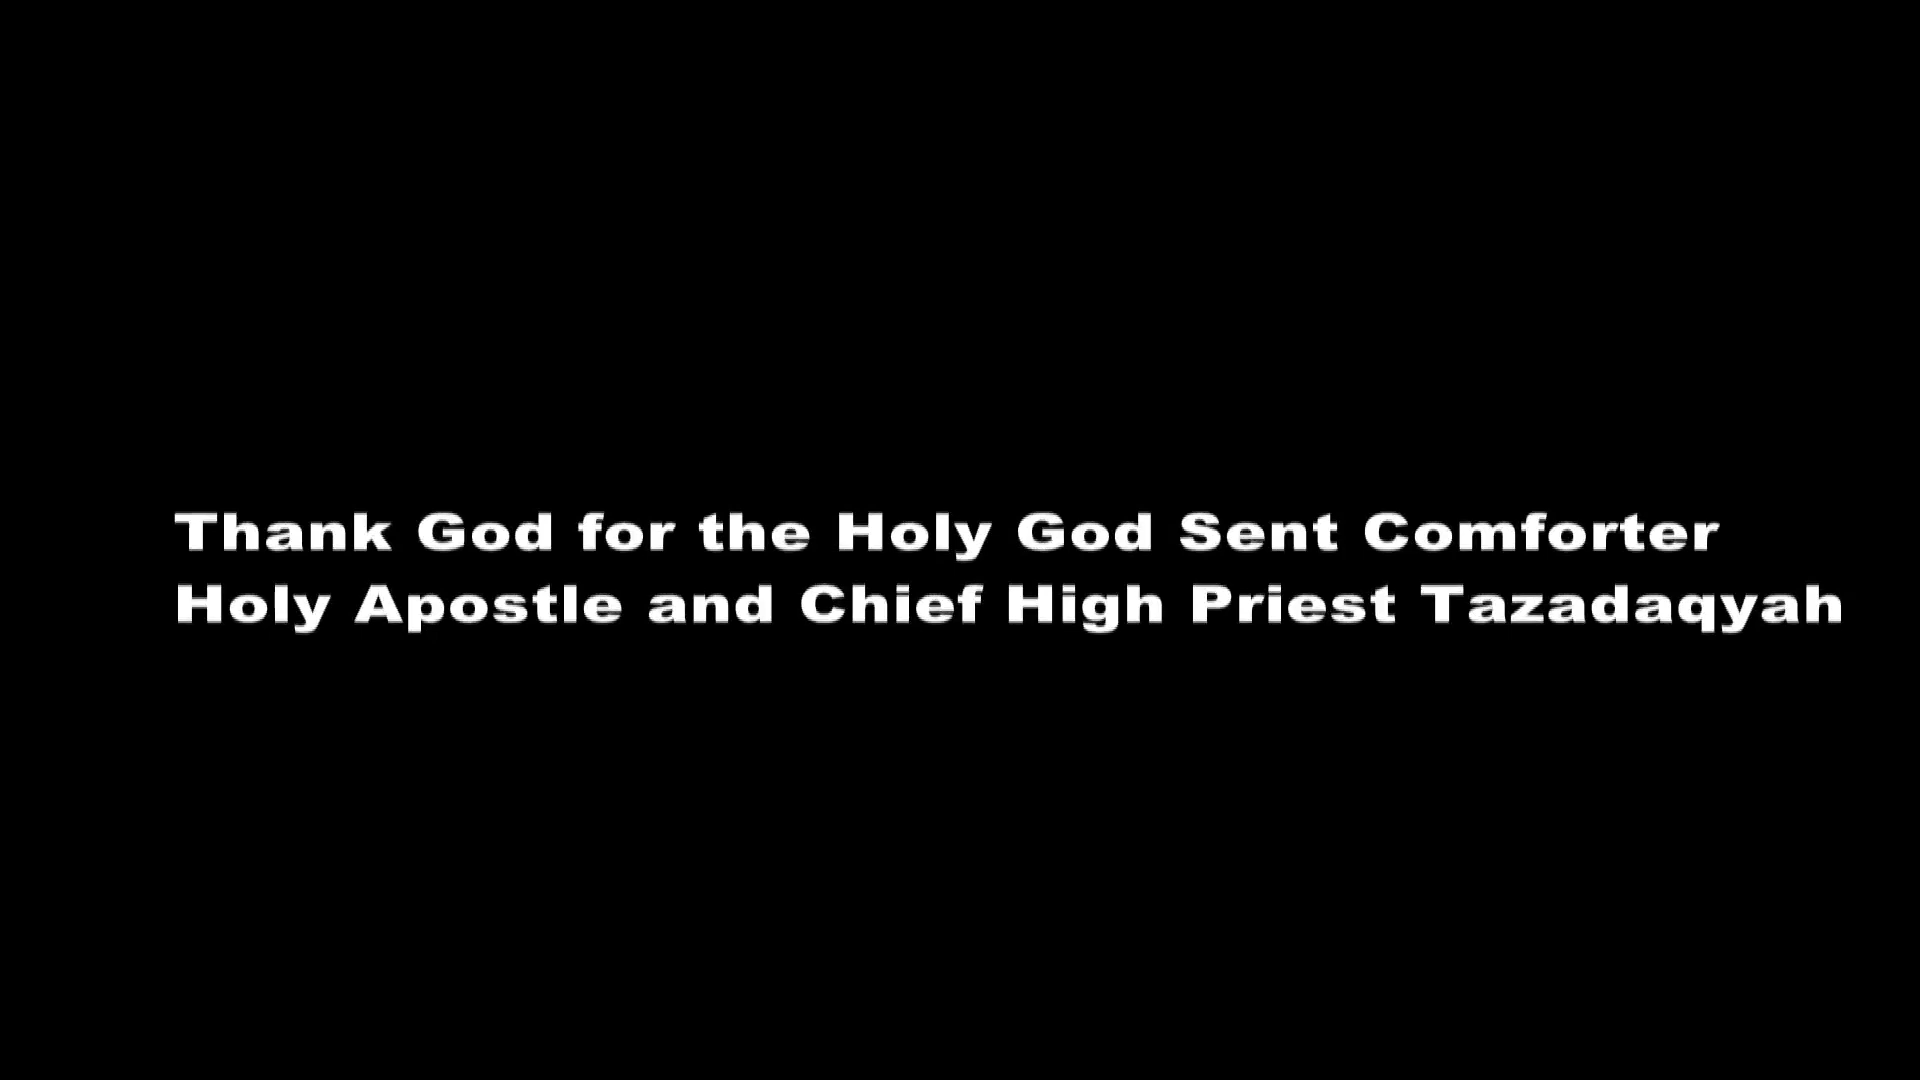 Thank God for the Holy God Sent Comforter
Holy Apostle and Chief High Priest Tazadaqyah